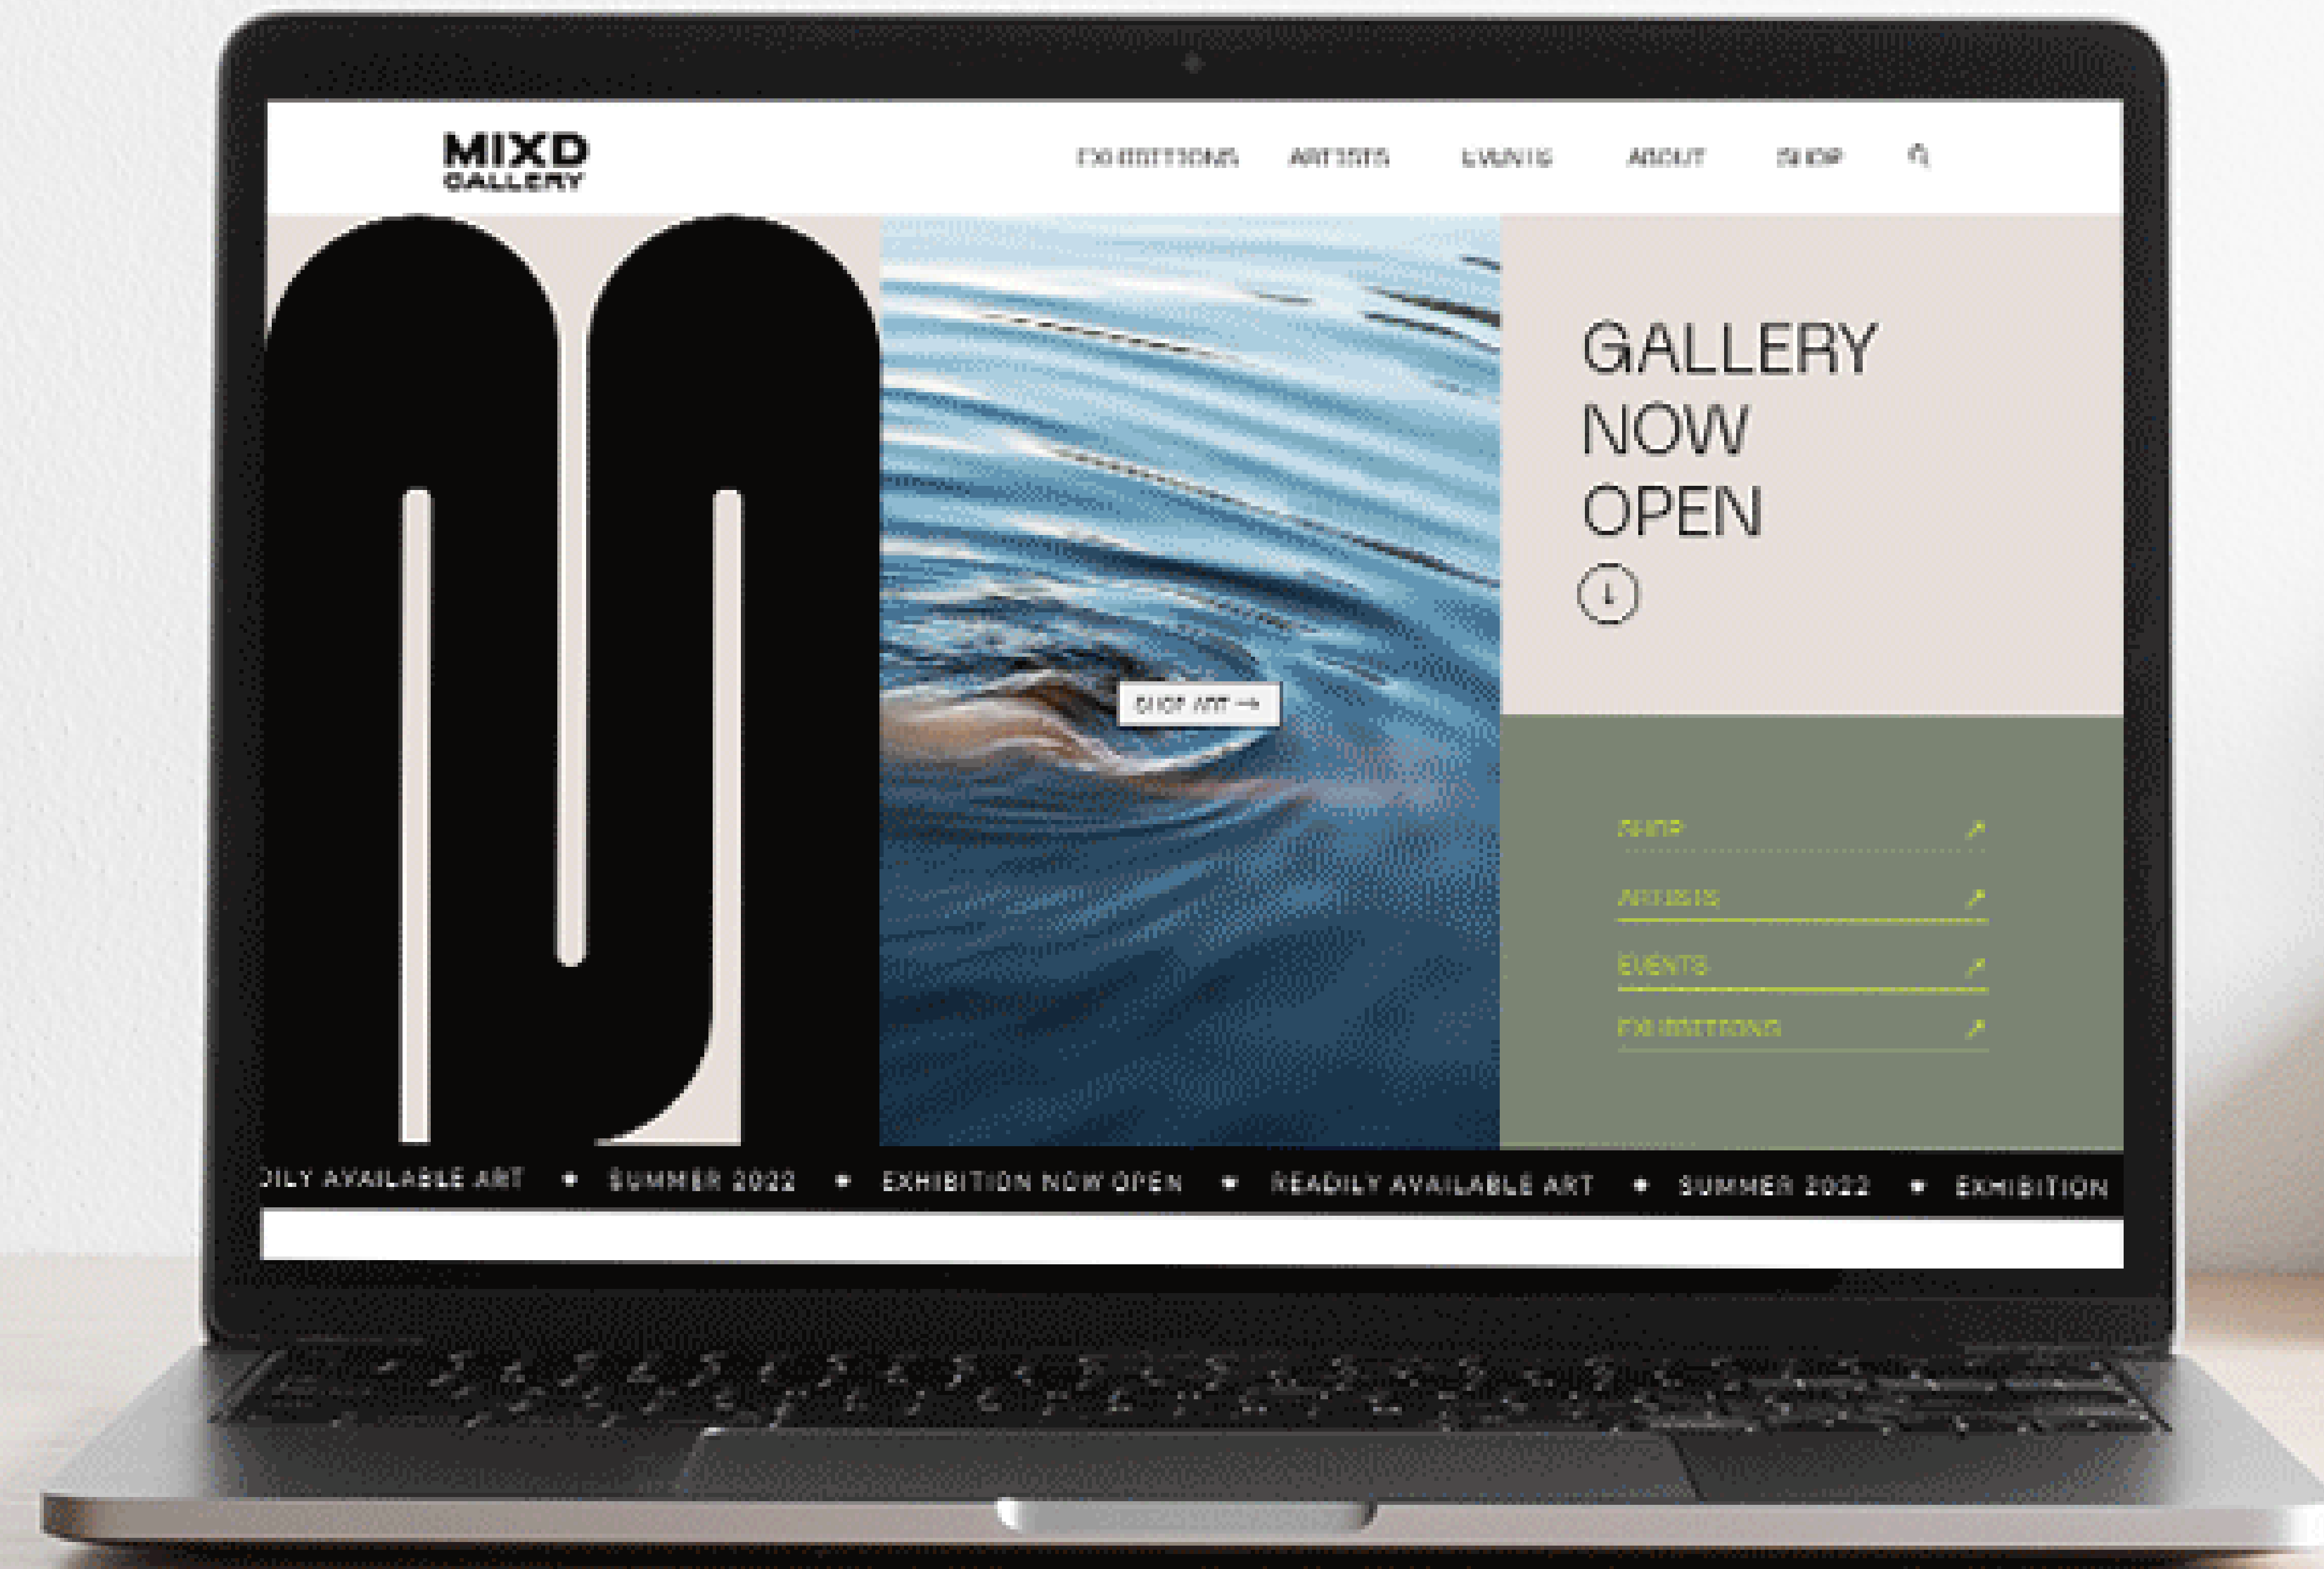 MIXD
GALLERY
EXHIBITIONS ARTISTS EVENTS ABOUT SHOP
GALLERY
NOW
OPEN
SHOP ART →
SHOP
ARTISTS
EVENTS
EXHIBITIONS
DILY AVAILABLE ART • SUMMER 2022 • EXHIBITION NOW OPEN • READILY AVAILABLE ART • SUMMER 2022 • EXHIBITION